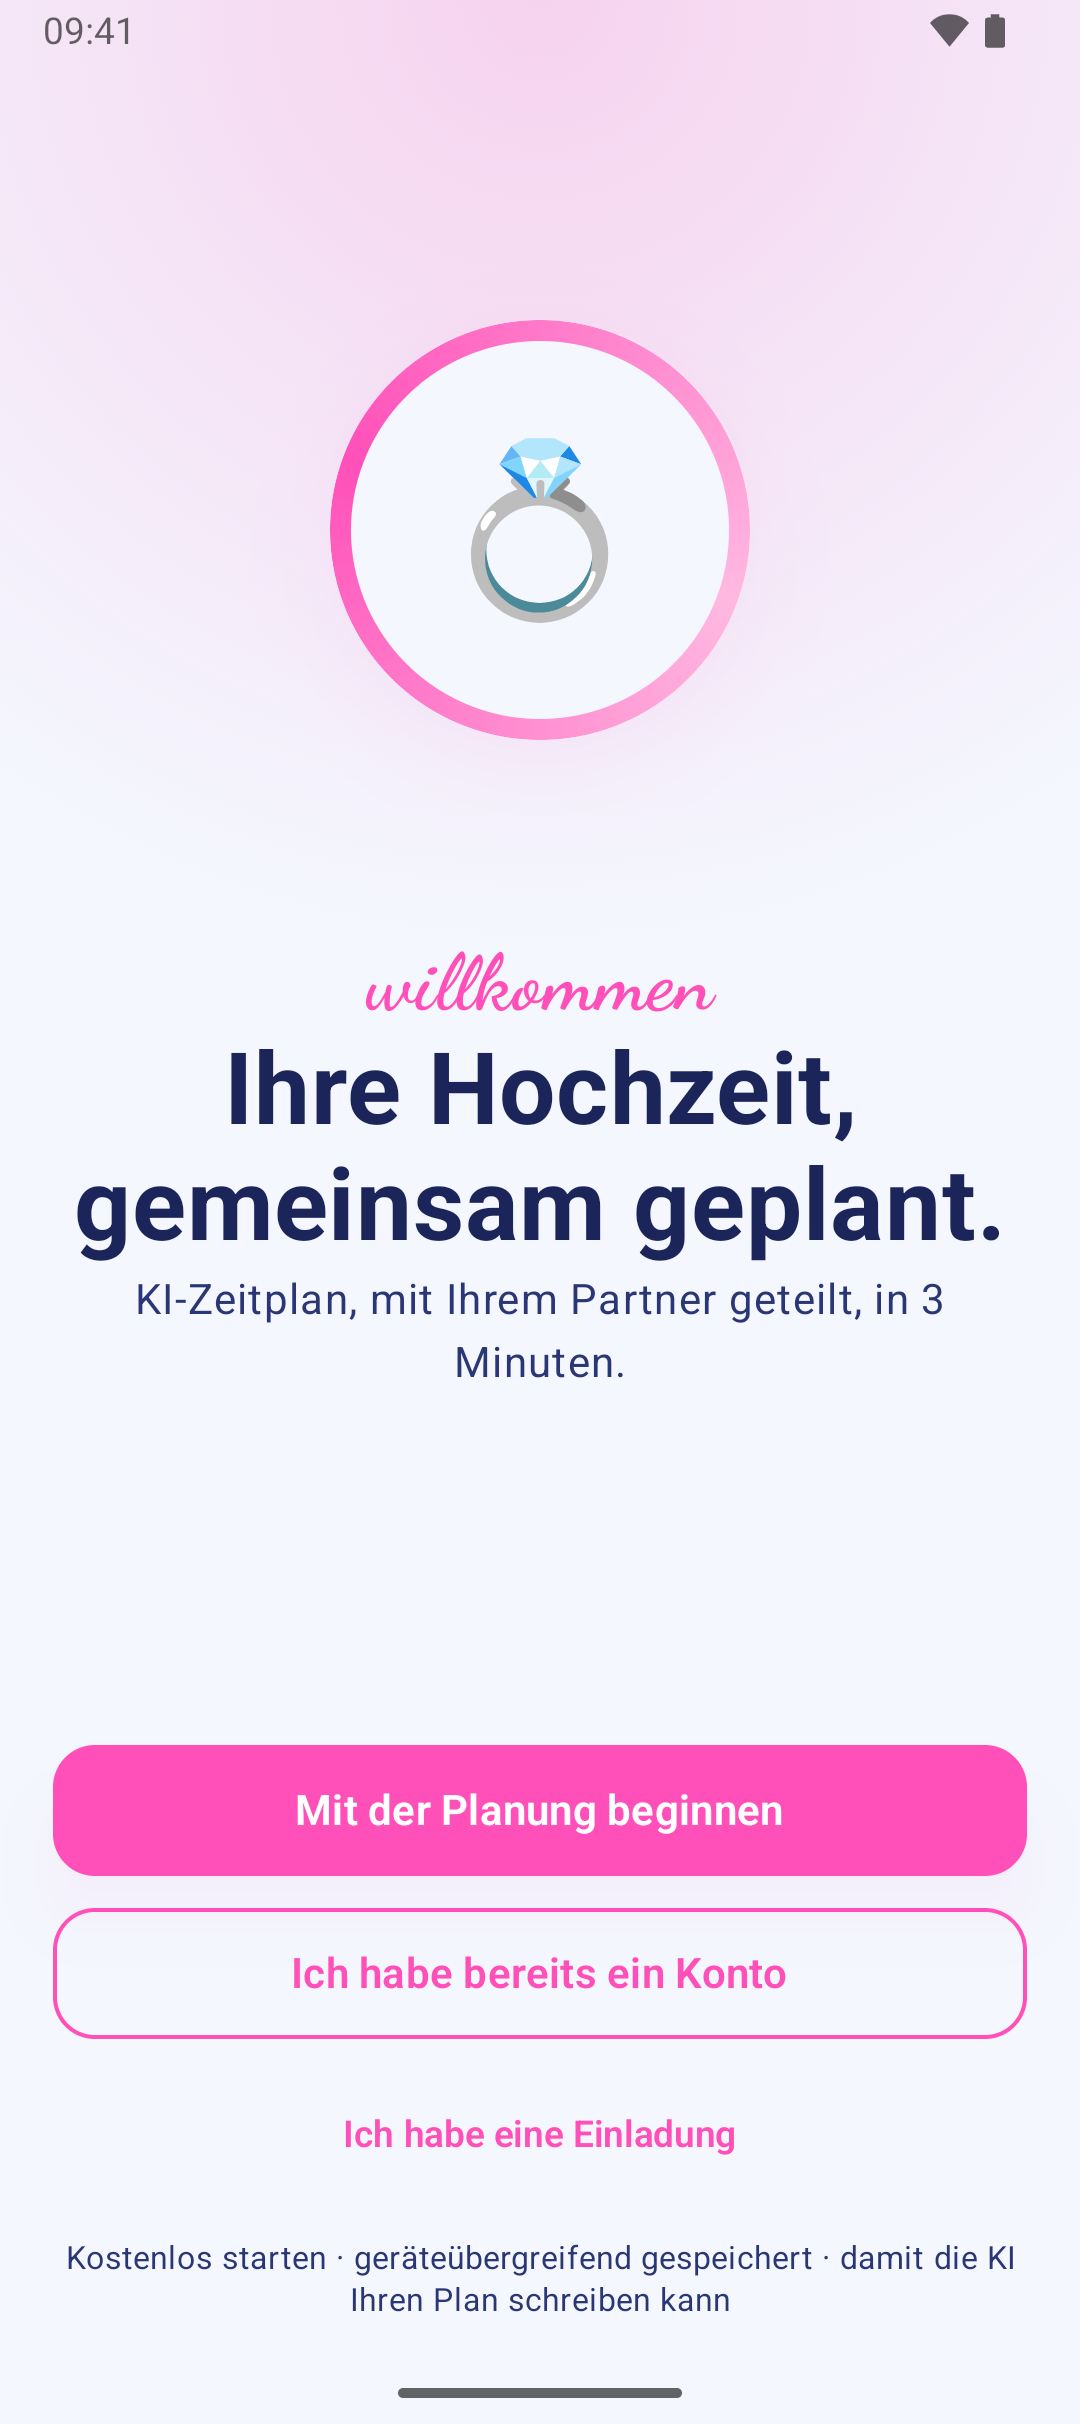 09:41
willkommen
Ihre Hochzeit,
gemeinsam geplant.
KI-Zeitplan, mit Ihrem Partner geteilt, in 3
Minuten.
Mit der Planung beginnen
Ich habe bereits ein Konto
Ich habe eine Einladung
Kostenlos starten · geräteübergreifend gespeichert · damit die KI
Ihren Plan schreiben kann